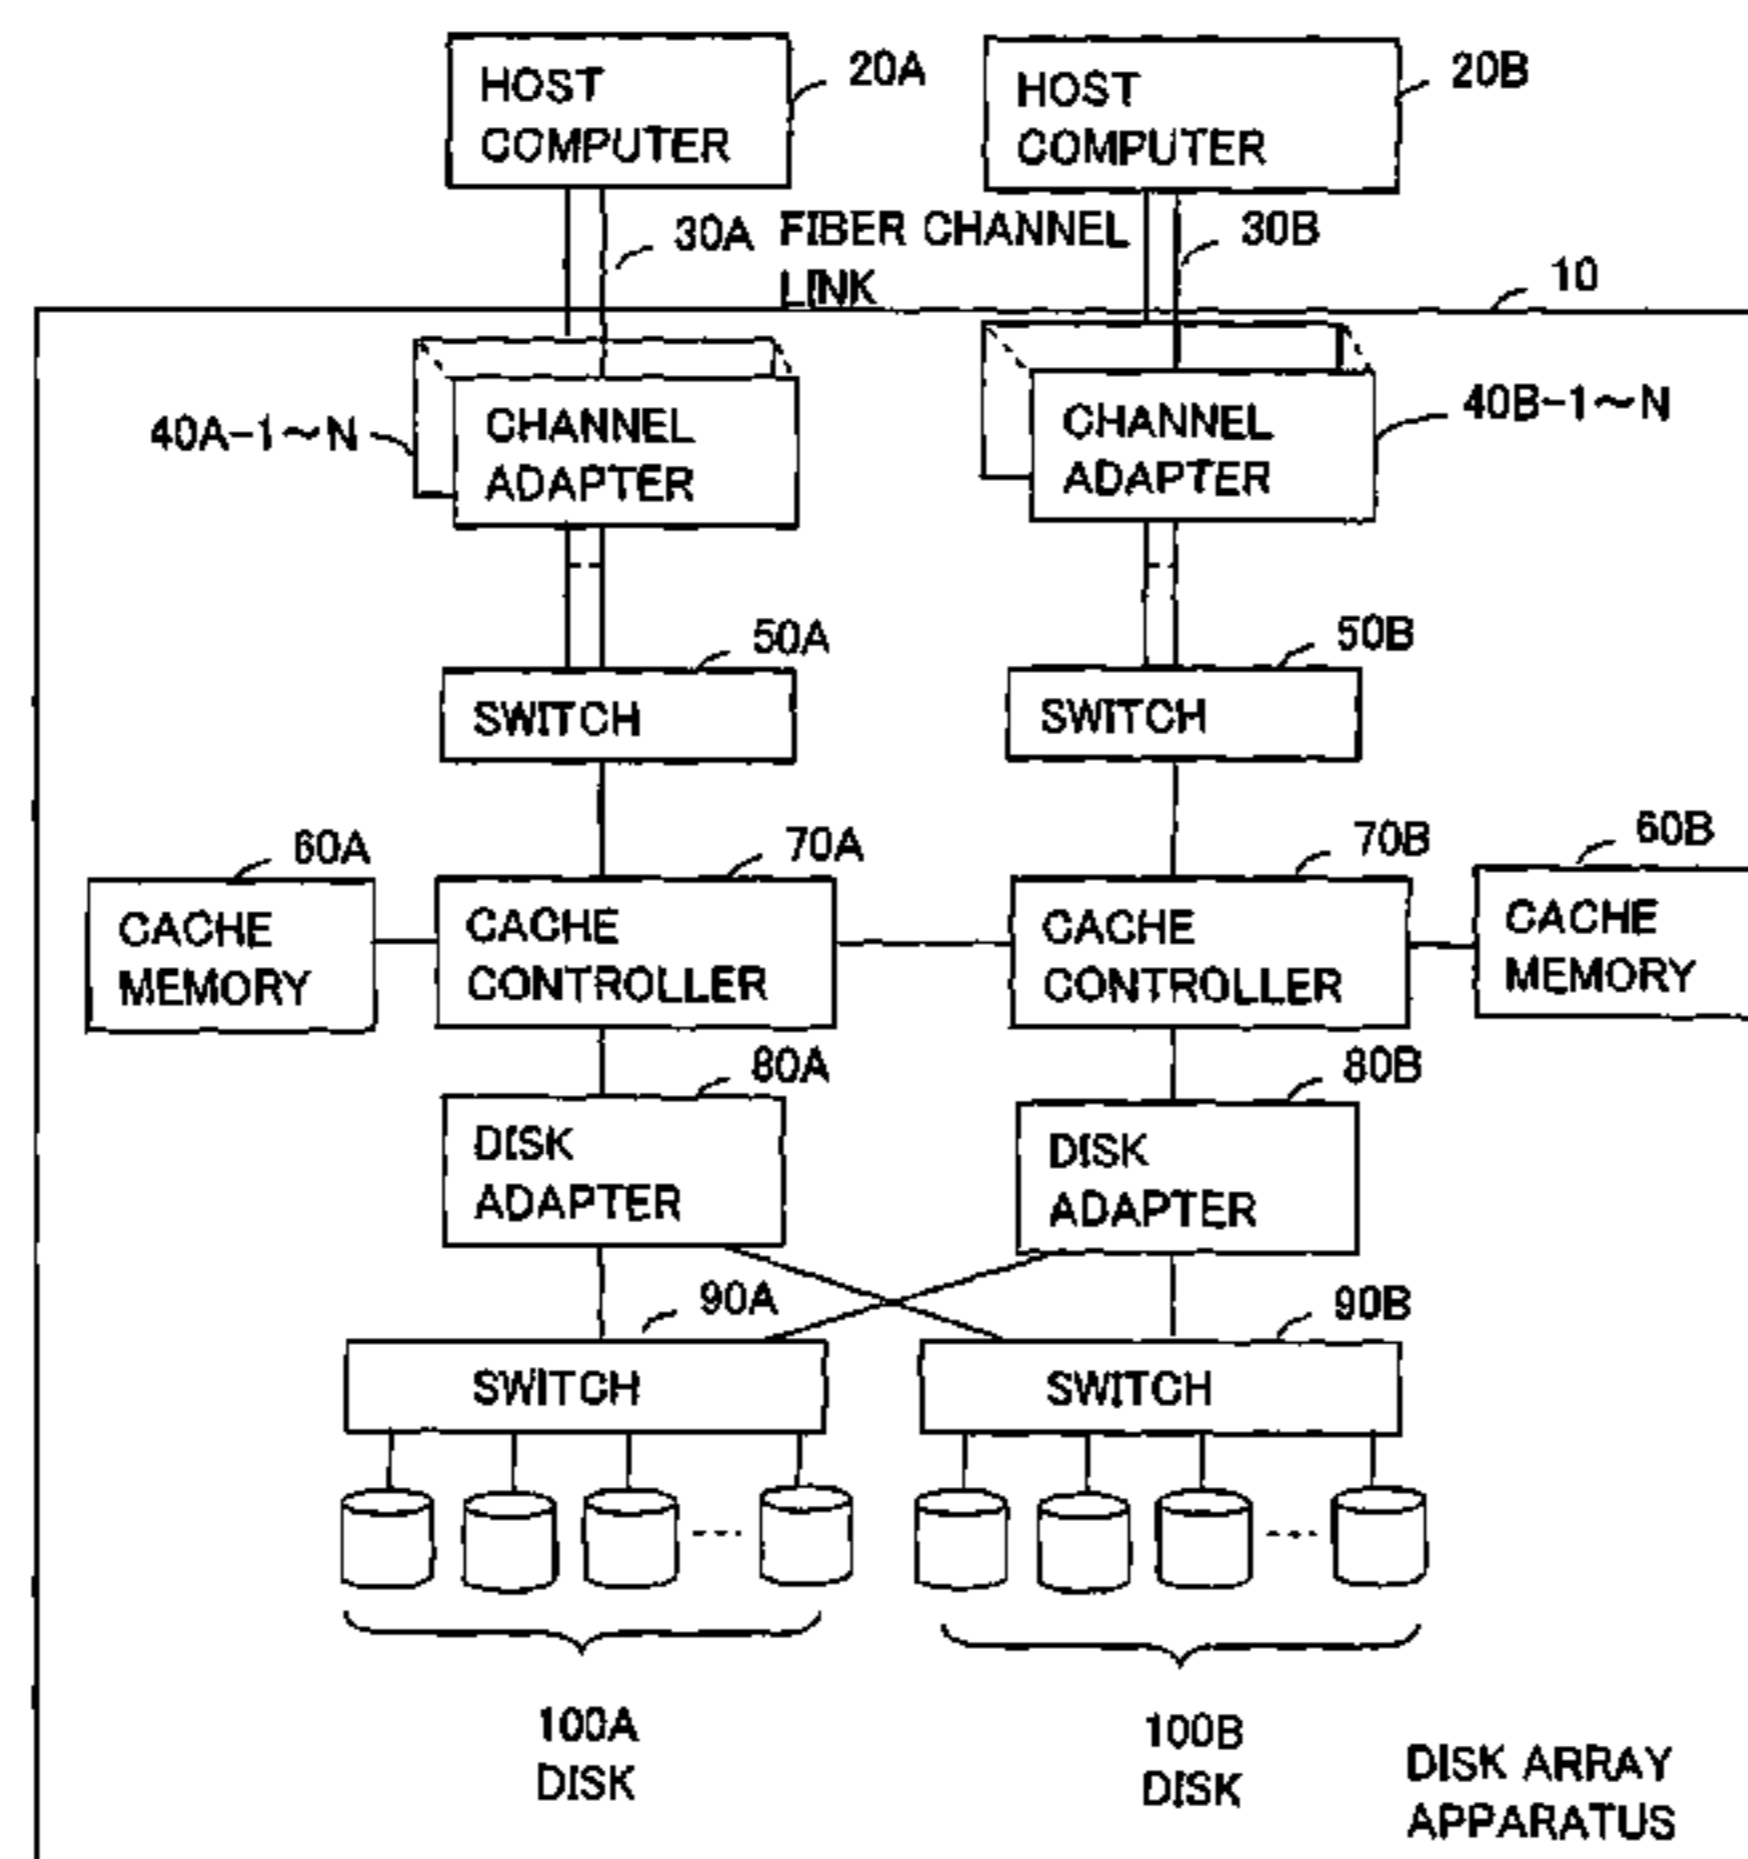 HOST
COMPUTER
20A
HOST
COMPUTER
20B
30A
FIBER CHANNEL
LINK
30B
10
40A-1~N
CHANNEL
ADAPTER
CHANNEL
ADAPTER
40B-1~N
50A
SWITCH
50B
SWITCH
60A
CACHE
MEMORY
70A
CACHE
CONTROLLER
70B
CACHE
CONTROLLER
60B
CACHE
MEMORY
80A
DISK
ADAPTER
80B
DISK
ADAPTER
90A
SWITCH
90B
SWITCH
100A
DISK
100B
DISK
DISK ARRAY
APPARATUS